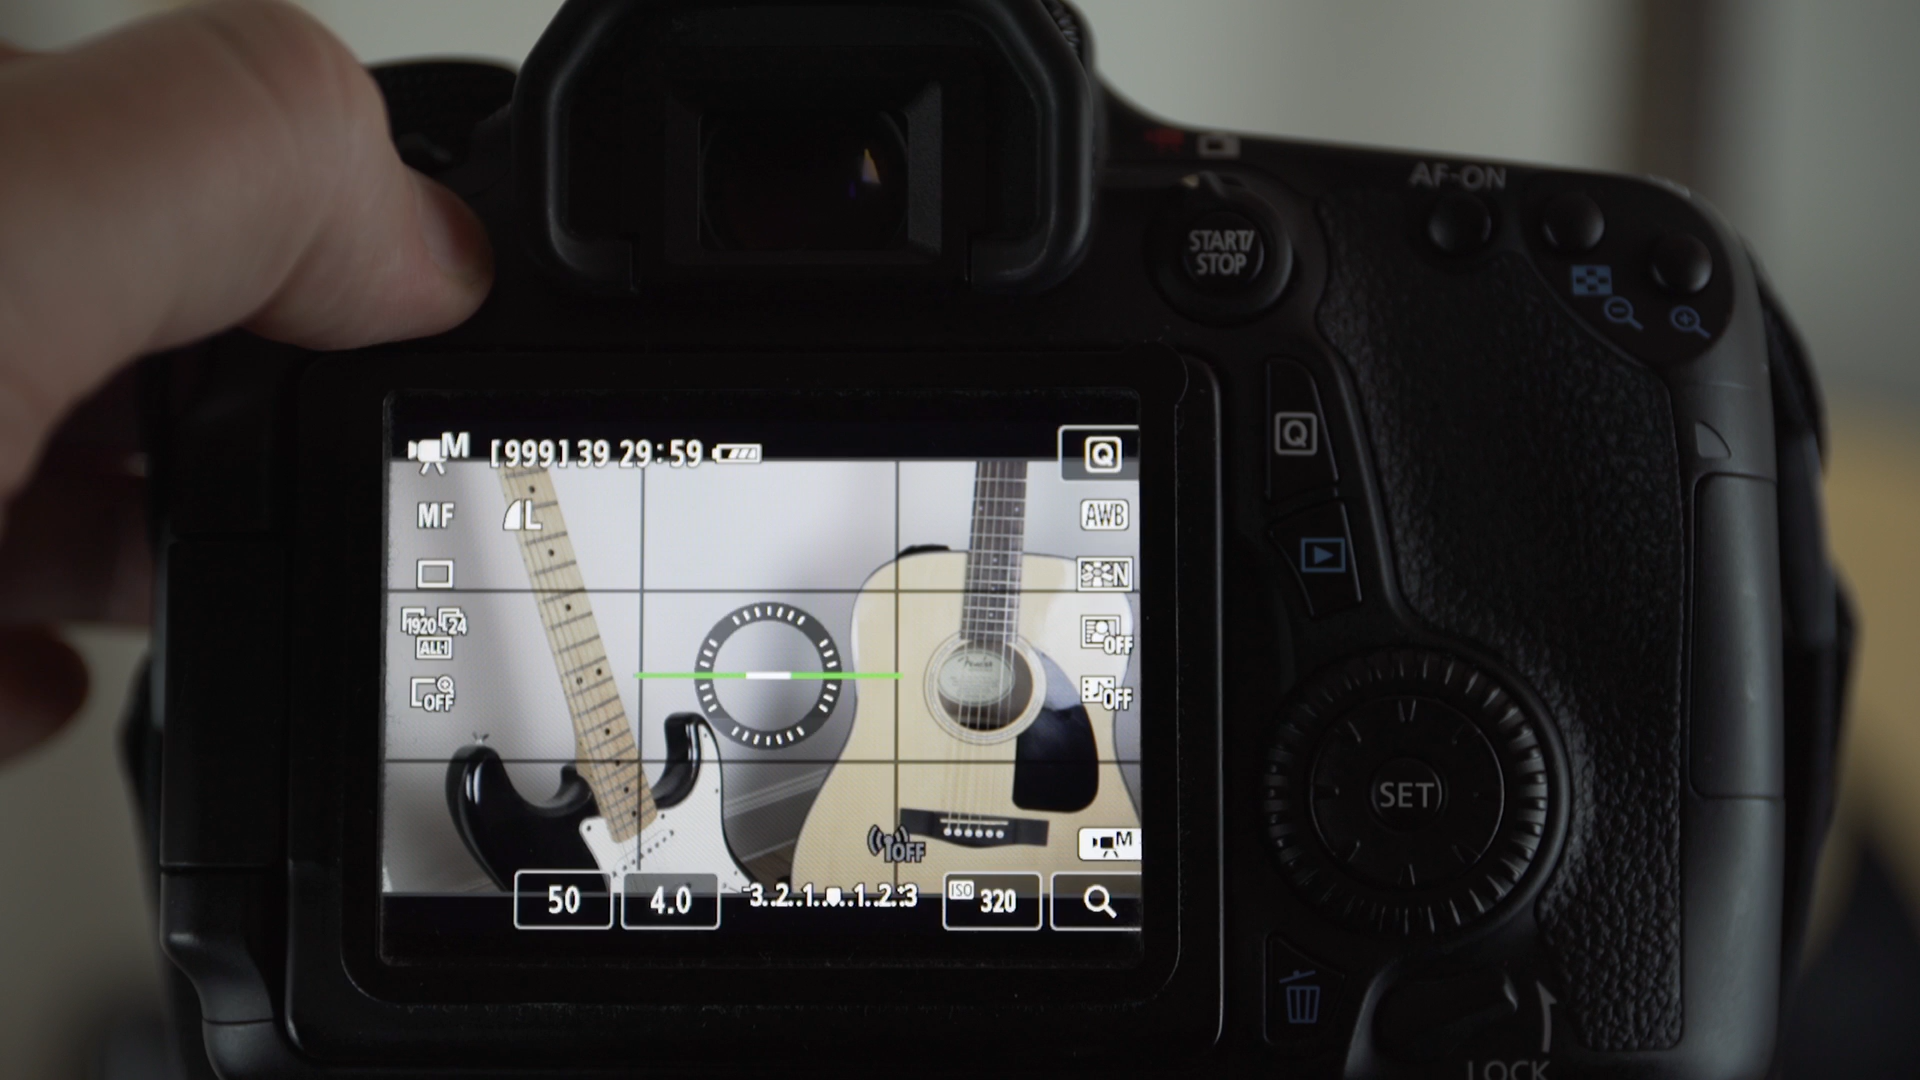 AF-ON
START/
STOP
M [999] 39 29:59 Q
MF L AWB
N
1920 24
ALL-I
OFF
OFF
OFF
Fender
OFF M
50 4.0 -3..2..1..0..1..2..+3 ISO 320
Q
SET
LOCK